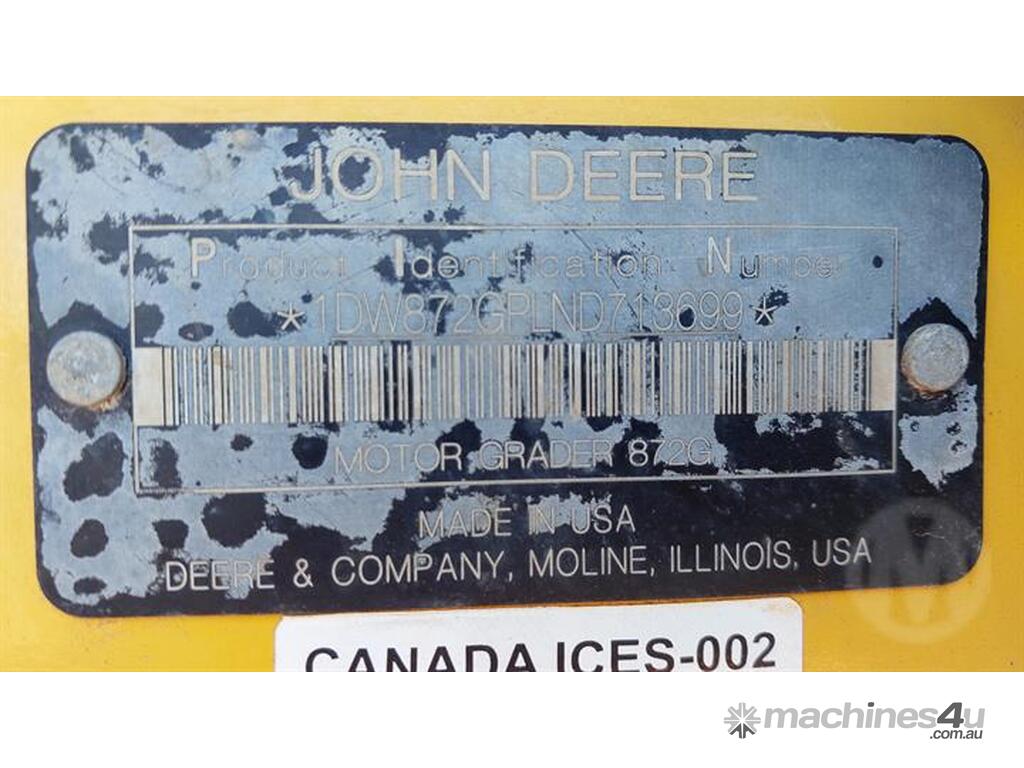 JOHN DEERE
Product Identification Number
*1DW872GPLND713699*
MOTOR GRADER 872G
MADE IN USA
DEERE & COMPANY, MOLINE, ILLINOIS, USA
CANADA ICES-002
M
machines4u
.com.au